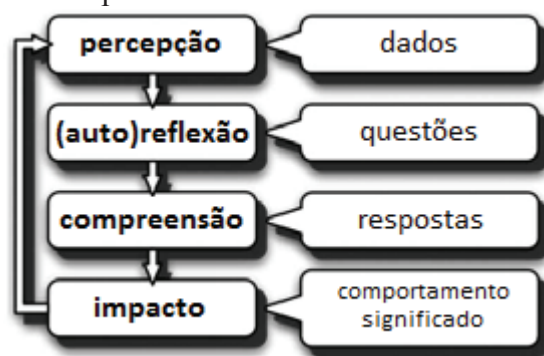 percepção
dados
(auto)reflexão
questões
compreensão
respostas
impacto
comportamento
significado